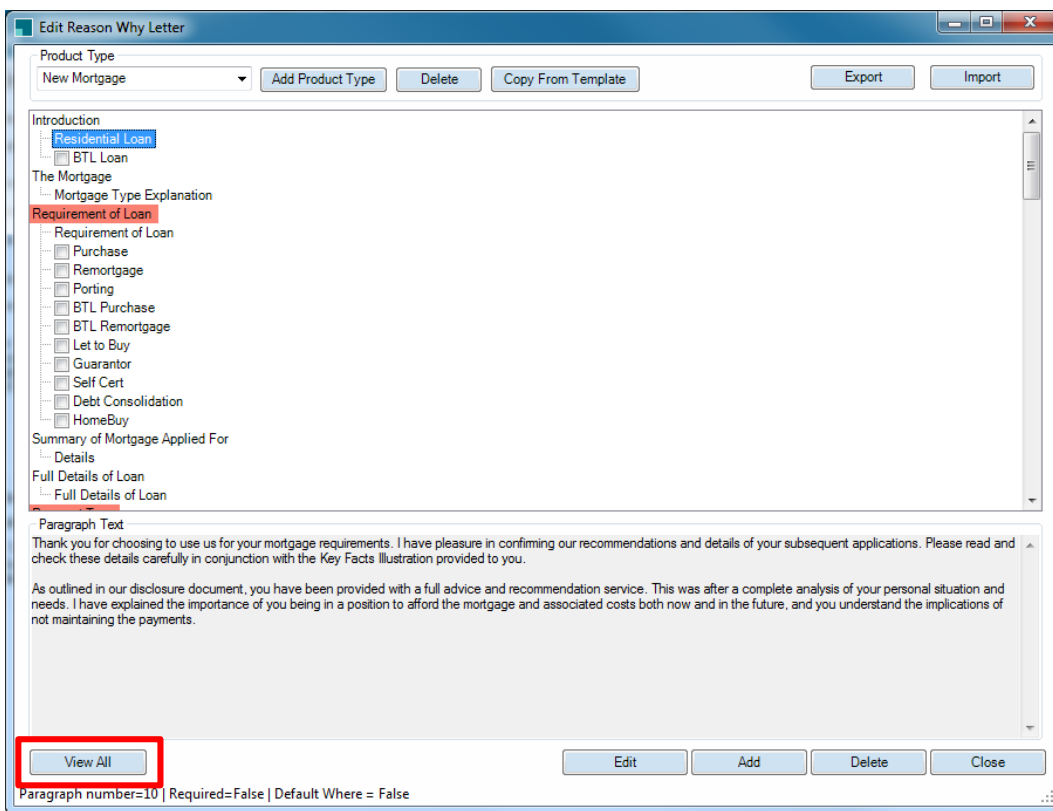 Edit Reason Why Letter
Product Type
New Mortgage
Add Product Type
Delete
Copy From Template
Export
Import
Introduction
Residential Loan
BTL Loan
The Mortgage
Mortgage Type Explanation
Requirement of Loan
Requirement of Loan
Purchase
Remortgage
Porting
BTL Purchase
BTL Remortgage
Let to Buy
Guarantor
Self Cert
Debt Consolidation
HomeBuy
Summary of Mortgage Applied For
Details
Full Details of Loan
Full Details of Loan
Paragraph Text
Thank you for choosing to use us for your mortgage requirements. I have pleasure in confirming our recommendations and details of your subsequent applications. Please read and
check these details carefully in conjunction with the Key Facts Illustration provided to you.
As outlined in our disclosure document, you have been provided with a full advice and recommendation service. This was after a complete analysis of your personal situation and
needs. I have explained the importance of you being in a position to afford the mortgage and associated costs both now and in the future, and you understand the implications of
not maintaining the payments.
View All
Edit
Add
Delete
Close
Paragraph number=10 | Required=False | Default Where = False